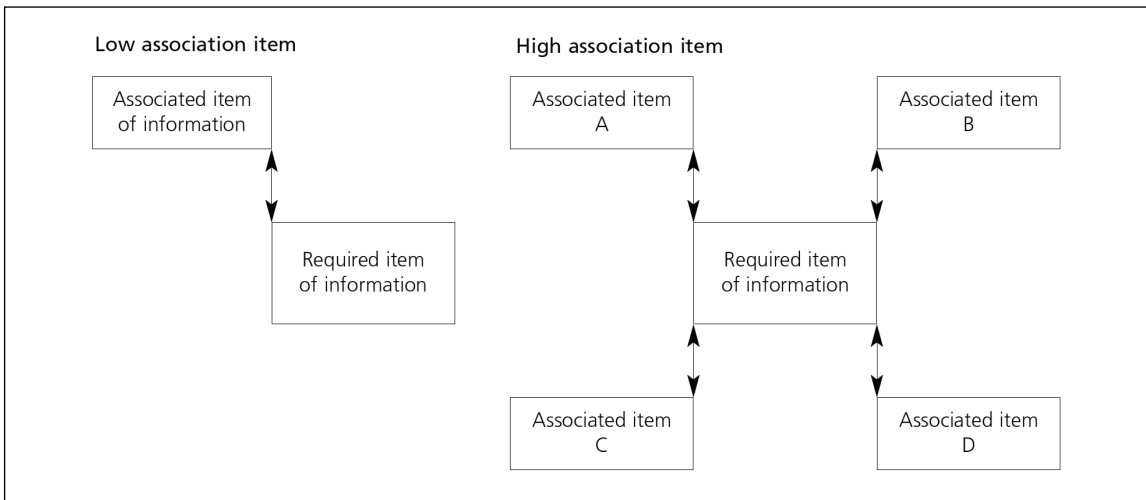 Low association item
Associated item
of information
Required item
of information
High association item
Associated item
A
Associated item
B
Required item
of information
Associated item
C
Associated item
D